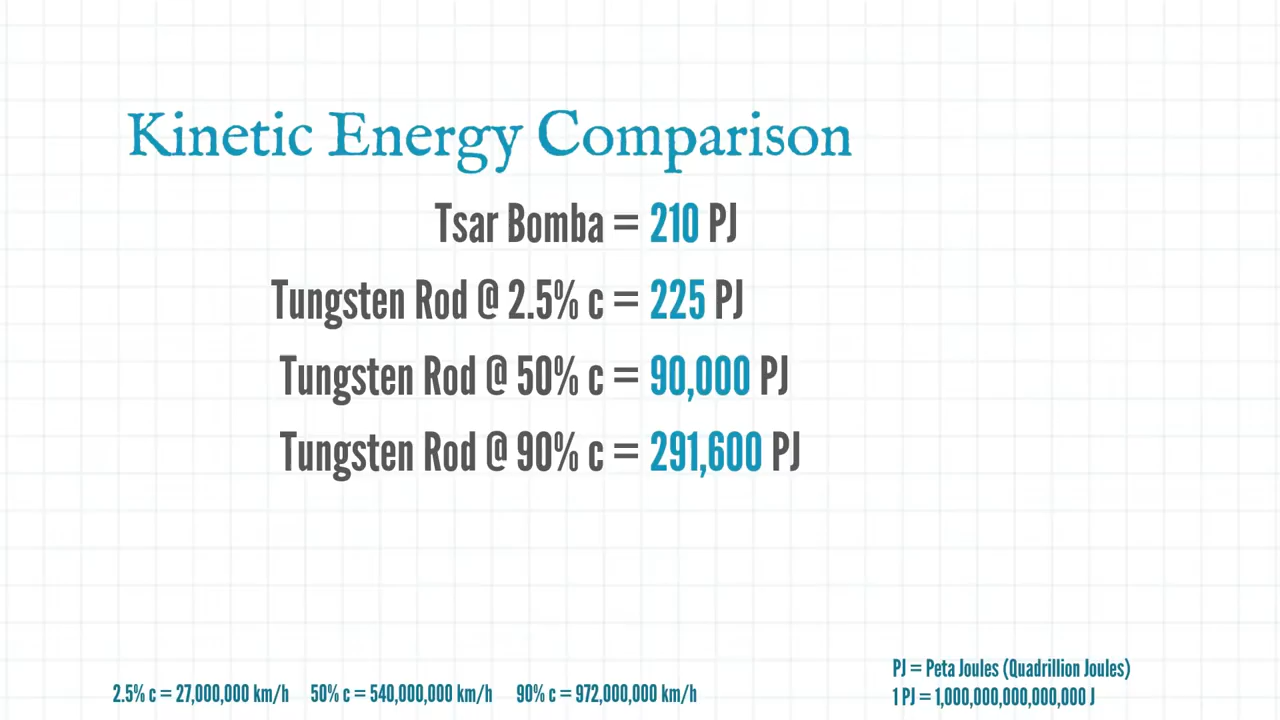 Kinetic Energy Comparison
Tsar Bomba = 210 PJ
Tungsten Rod @ 2.5% c = 225 PJ
Tungsten Rod @ 50% c = 90,000 PJ
Tungsten Rod @ 90% c = 291,600 PJ
PJ = Peta Joules (Quadrillion Joules)
2.5% c = 27,000,000 km/h 50% c = 540,000,000 km/h 90% c = 972,000,000 km/h
1 PJ = 1,000,000,000,000,000 J